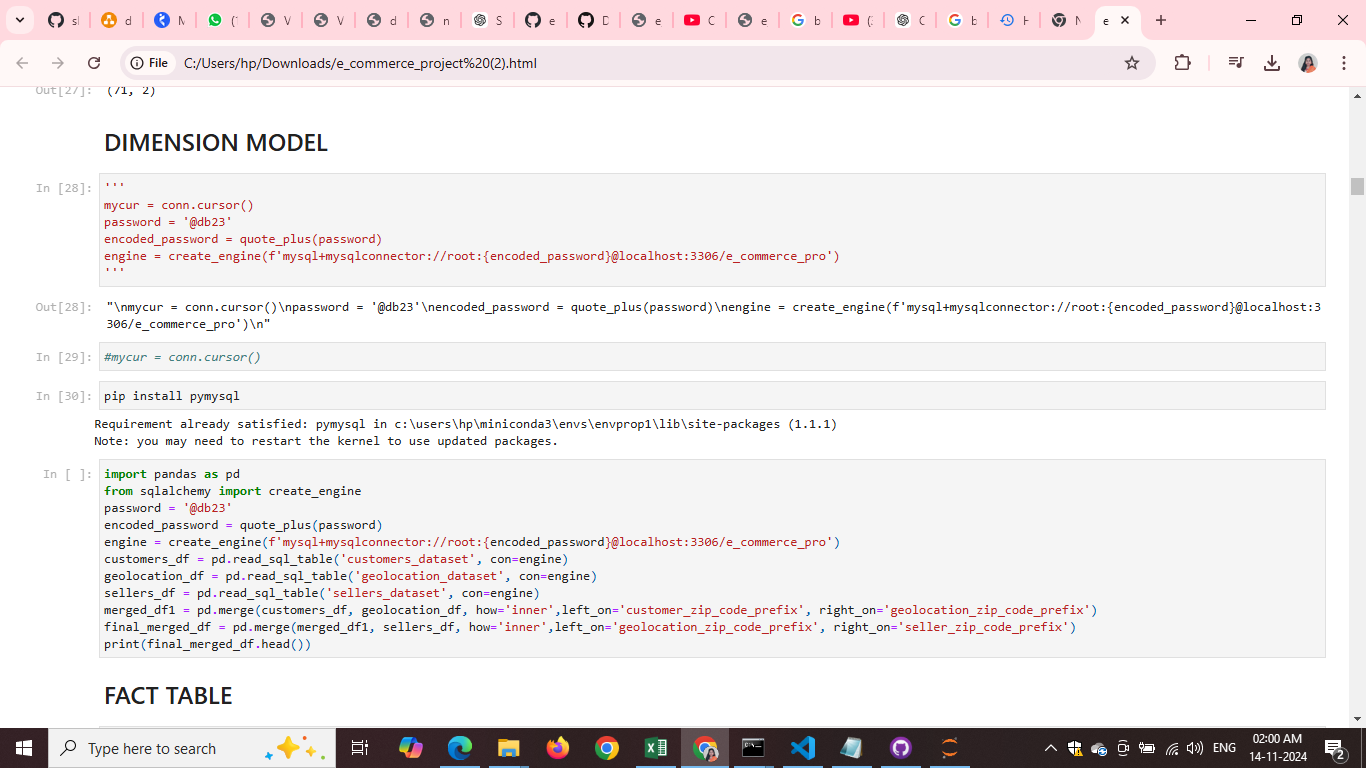 File
C:/Users/hp/Downloads/e_commerce_project%20(2).html
Out[27]: (71, 2)
DIMENSION MODEL
In [28]: '''
mycur = conn.cursor()
password = '@db23'
encoded_password = quote_plus(password)
engine = create_engine(f'mysql+mysqlconnector://root:{encoded_password}@localhost:3306/e_commerce_pro')
'''
Out[28]: "\nmycur = conn.cursor()\npassword = '@db23'\nencoded_password = quote_plus(password)\nengine = create_engine(f'mysql+mysqlconnector://root:{encoded_password}@localhost:3
306/e_commerce_pro')\n"
In [29]: #mycur = conn.cursor()
In [30]: pip install pymysql
Requirement already satisfied: pymysql in c:\users\hp\miniconda3\envs\envprop1\lib\site-packages (1.1.1)
Note: you may need to restart the kernel to use updated packages.
In [ ]: import pandas as pd
from sqlalchemy import create_engine
password = '@db23'
encoded_password = quote_plus(password)
engine = create_engine(f'mysql+mysqlconnector://root:{encoded_password}@localhost:3306/e_commerce_pro')
customers_df = pd.read_sql_table('customers_dataset', con=engine)
geolocation_df = pd.read_sql_table('geolocation_dataset', con=engine)
sellers_df = pd.read_sql_table('sellers_dataset', con=engine)
merged_df1 = pd.merge(customers_df, geolocation_df, how='inner',left_on='customer_zip_code_prefix', right_on='geolocation_zip_code_prefix')
final_merged_df = pd.merge(merged_df1, sellers_df, how='inner',left_on='geolocation_zip_code_prefix', right_on='seller_zip_code_prefix')
print(final_merged_df.head())
FACT TABLE
Type here to search
ENG
02:00 AM
14-11-2024
2